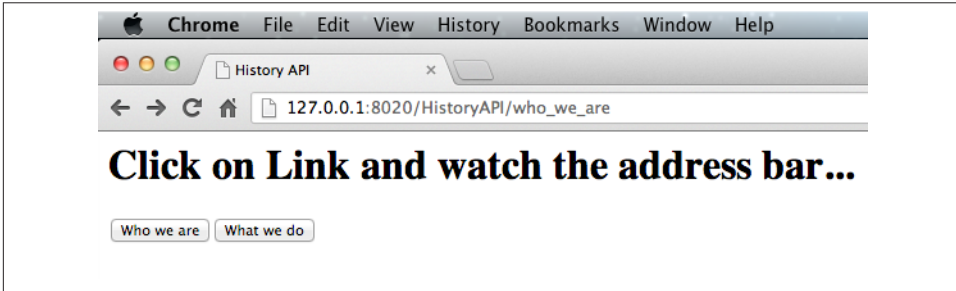 Chrome File Edit View History Bookmarks Window Help
History API
127.0.0.1:8020/HistoryAPI/who_we_are
Click on Link and watch the address bar...
Who we are What we do